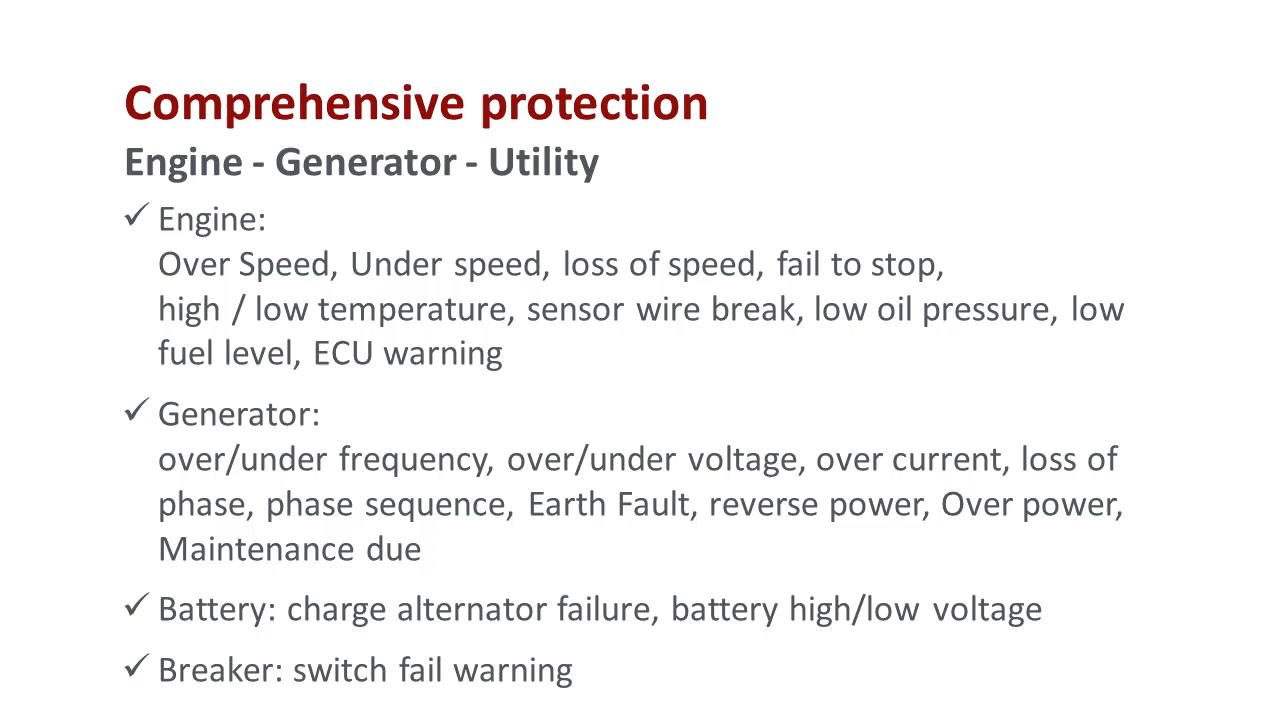 Comprehensive protection
Engine - Generator - Utility
✓ Engine:
Over Speed, Under speed, loss of speed, fail to stop,
high / low temperature, sensor wire break, low oil pressure, low
fuel level, ECU warning
✓ Generator:
over/under frequency, over/under voltage, over current, loss of
phase, phase sequence, Earth Fault, reverse power, Over power,
Maintenance due
✓ Battery: charge alternator failure, battery high/low voltage
✓ Breaker: switch fail warning